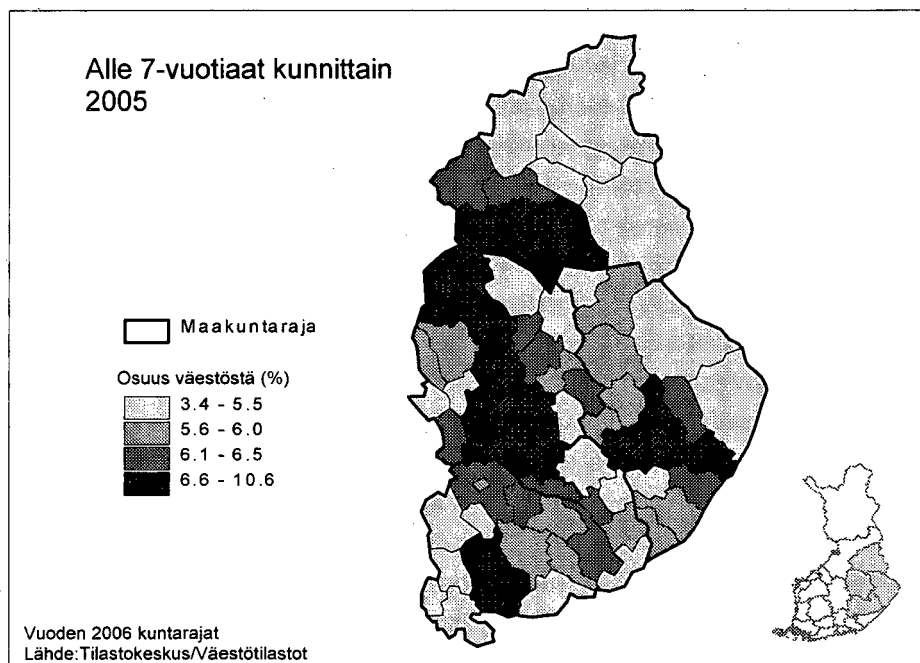 Alle 7-vuotiaat kunnittain
2005
Maakuntaraja
Osuus väestöstä (%)
3.4 - 5.5
5.6 - 6.0
6.1 - 6.5
6.6 - 10.6
Vuoden 2006 kuntarajat
Lähde:Tilastokeskus/Väestötilastot